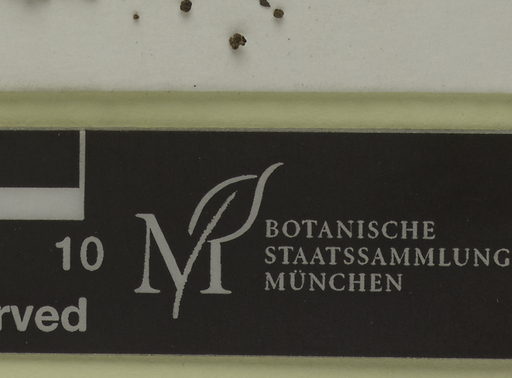 10
BOTANISCHE
STAATSSAMMLUNG
MÜNCHEN
rved